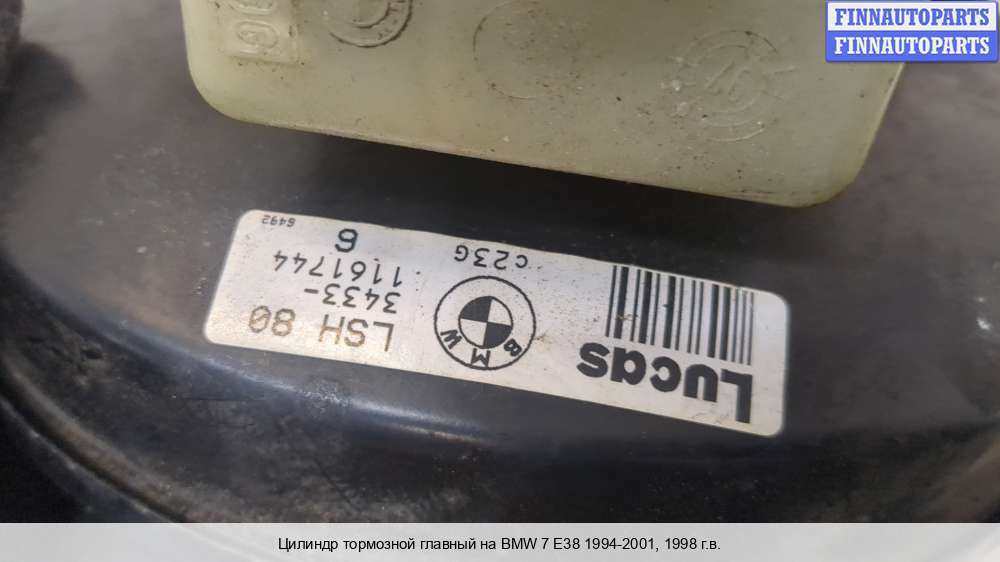 FINNAUTOPARTS
FINNAUTOPARTS
Lucas
BMW
c23G
LSH 80
3433-
1161744
6
5492
Цилиндр тормозной главный на BMW 7 E38 1994-2001, 1998 г.в.